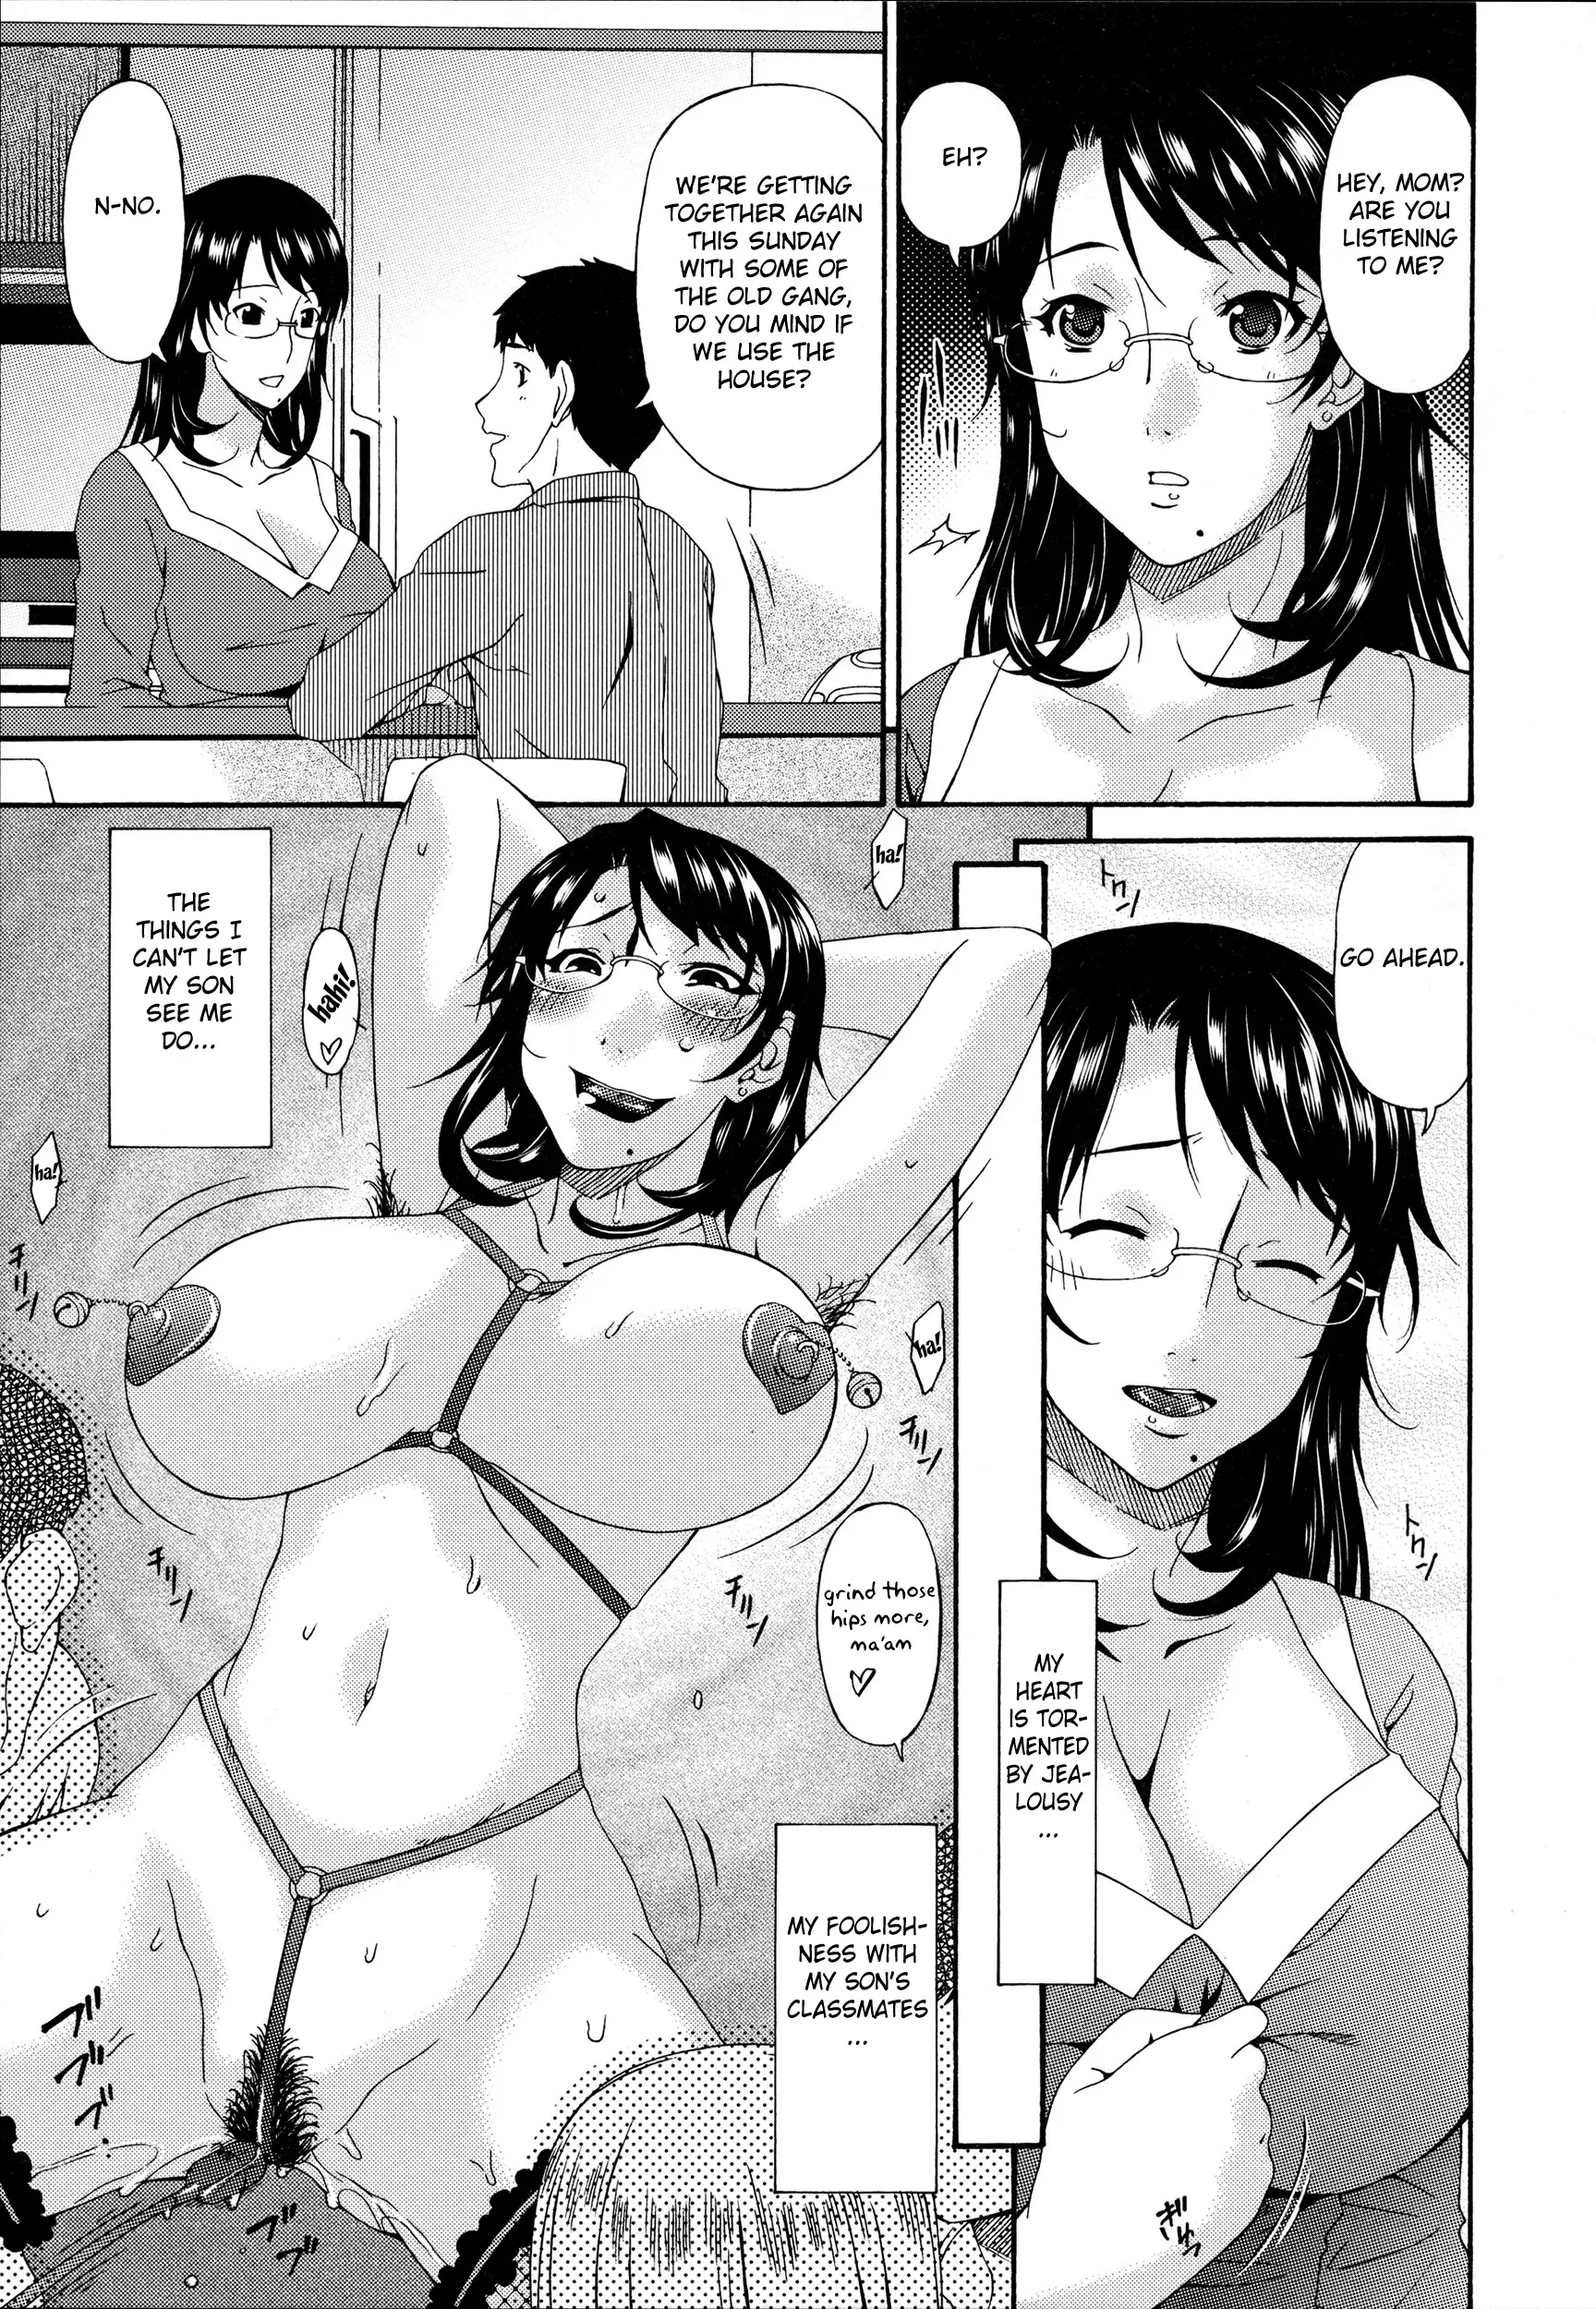 HEY, MOM?
ARE YOU
LISTENING
TO ME?
EH?
WE'RE GETTING
TOGETHER AGAIN
THIS SUNDAY
WITH SOME OF
THE OLD GANG,
DO YOU MIND IF
WE USE THE
HOUSE?
N-NO.
GO AHEAD.
トクン
トクン
MY
HEART
IS TOR-
MENTED
BY JEA-
LOUSY
...
ha!
hahi!
THE
THINGS I
CAN'T LET
MY SON
SEE ME
DO...
ha!
ha!
チリン
チリン
チリン
チリン
grind those
hips more,
ma'am
MY FOOLISH-
NESS WITH
MY SON'S
CLASSMATES
...
ブブブ
ブブブ
ぎゅっ